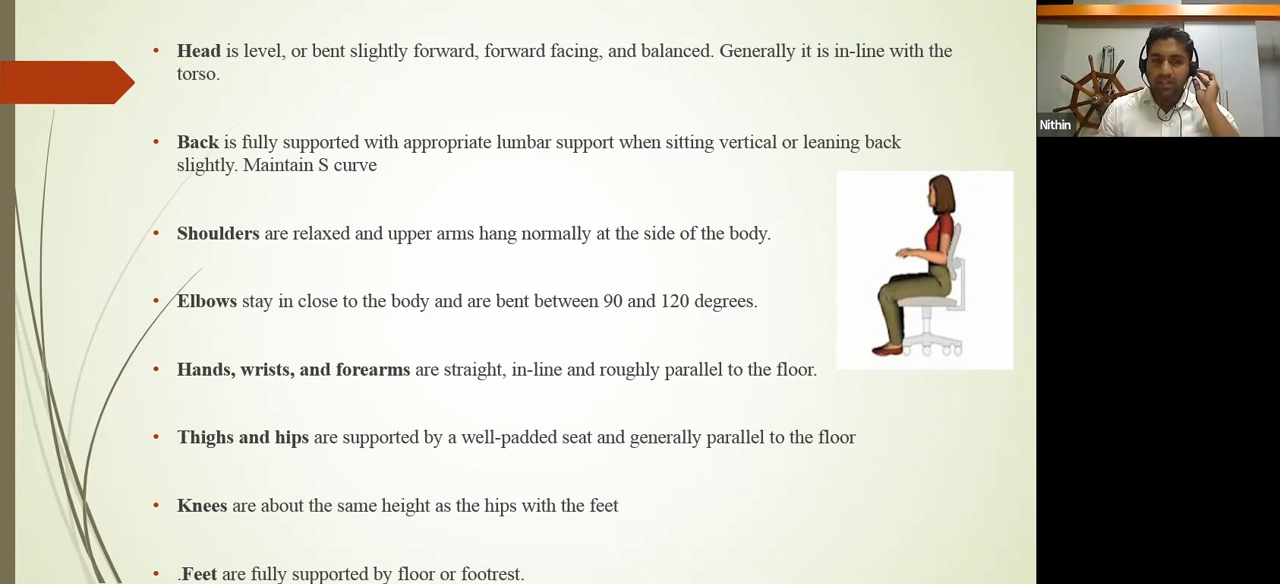 • Head is level, or bent slightly forward, forward facing, and balanced. Generally it is in-line with the
torso.
• Back is fully supported with appropriate lumbar support when sitting vertical or leaning back
slightly. Maintain S curve
• Shoulders are relaxed and upper arms hang normally at the side of the body.
• Elbows stay in close to the body and are bent between 90 and 120 degrees.
• Hands, wrists, and forearms are straight, in-line and roughly parallel to the floor.
• Thighs and hips are supported by a well-padded seat and generally parallel to the floor
• Knees are about the same height as the hips with the feet
• .Feet are fully supported by floor or footrest.
Nithin